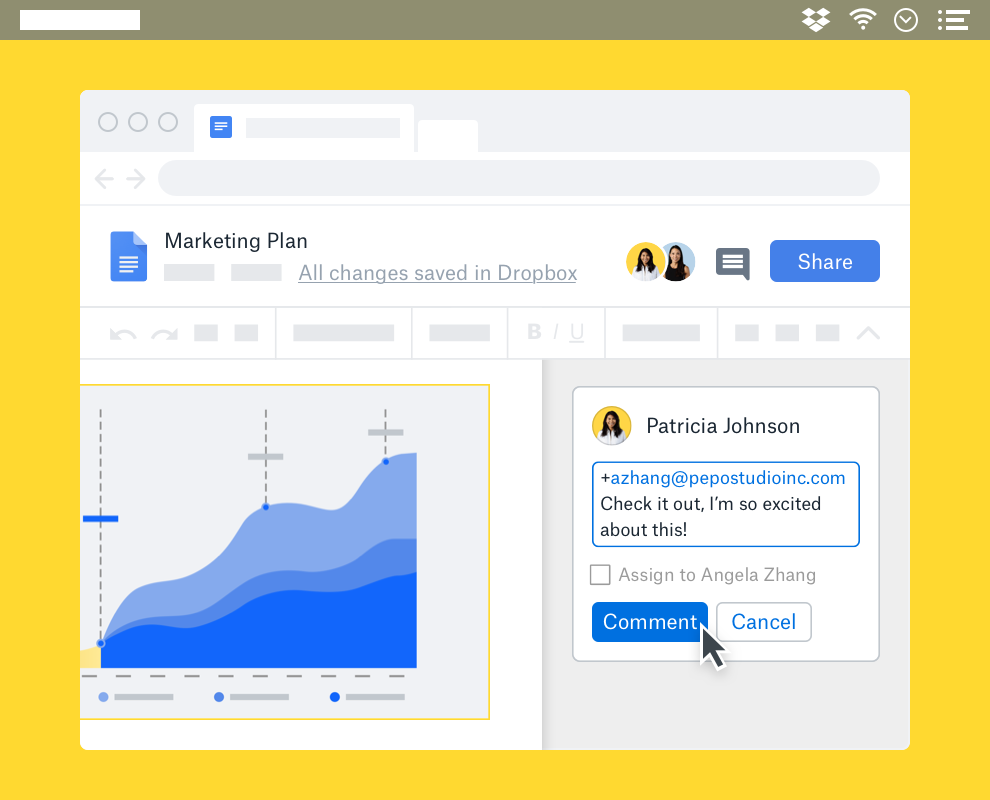 Marketing Plan
All changes saved in Dropbox
Share
B I U
Patricia Johnson
+azhang@pepostudioinc.com
Check it out, I’m so excited
about this!
Assign to Angela Zhang
Comment Cancel